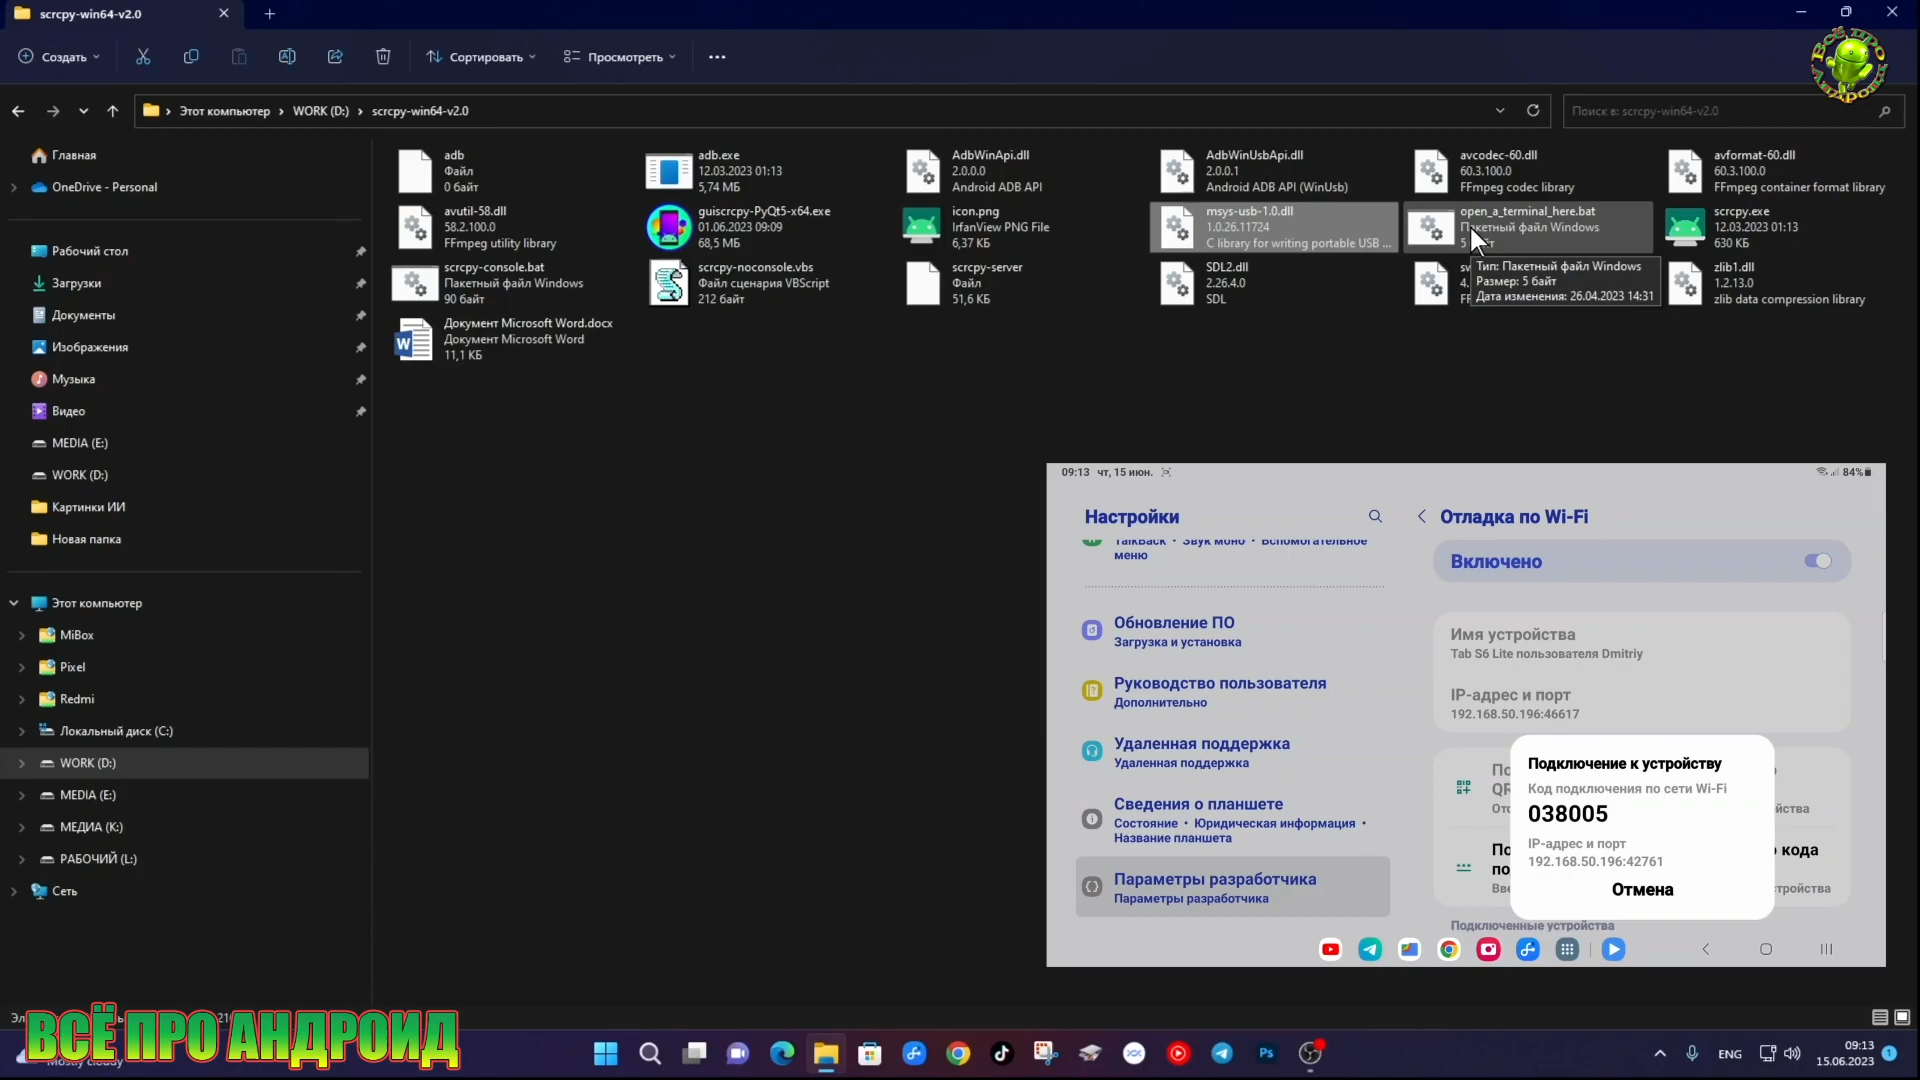 scrcpy-win64-v2.0
Создать
Сортировать
Просмотреть
Всё про Андроид
Этот компьютер
WORK (D:)
scrcpy-win64-v2.0
Поиск в: scrcpy-win64-v2.0
Главная
OneDrive - Personal
Рабочий стол
Загрузки
Документы
Изображения
Музыка
Видео
MEDIA (E:)
WORK (D:)
Картинки ИИ
Новая папка
Этот компьютер
MiBox
Pixel
Redmi
Локальный диск (C:)
WORK (D:)
MEDIA (E:)
МЕДИА (K:)
РАБОЧИЙ (L:)
Сеть
adb
Файл
0 байт
adb.exe
12.03.2023 01:13
5,74 МБ
AdbWinApi.dll
2.0.0.0
Android ADB API
AdbWinUsbApi.dll
2.0.0.1
Android ADB API (WinUsb)
avcodec-60.dll
60.3.100.0
FFmpeg codec library
avformat-60.dll
60.3.100.0
FFmpeg container format library
avutil-58.dll
58.2.100.0
FFmpeg utility library
guiscrcpy-PyQt5-x64.exe
01.06.2023 09:09
68,5 МБ
icon.png
IrfanView PNG File
6,37 КБ
msys-usb-1.0.dll
1.0.26.11724
C library for writing portable USB ...
open_a_terminal_here.bat
Пакетный файл Windows
scrcpy.exe
12.03.2023 01:13
630 КБ
scrcpy-console.bat
Пакетный файл Windows
90 байт
scrcpy-noconsole.vbs
Файл сценария VBScript
212 байт
scrcpy-server
Файл
51,6 КБ
SDL2.dll
2.26.4.0
SDL
Тип: Пакетный файл Windows
Размер: 5 байт
Дата изменения: 26.04.2023 14:31
zlib1.dll
1.2.13.0
zlib data compression library
Документ Microsoft Word.docx
Документ Microsoft Word
11,1 КБ
09:13 чт, 15 июн.
84%
Настройки
TalkBack • Звук моно • Вспомогательное
меню
Обновление ПО
Загрузка и установка
Руководство пользователя
Дополнительно
Удаленная поддержка
Удаленная поддержка
Сведения о планшете
Состояние • Юридическая информация •
Название планшета
Параметры разработчика
Параметры разработчика
Отладка по Wi-Fi
Включено
Имя устройства
Tab S6 Lite пользователя Dmitriy
IP-адрес и порт
192.168.50.196:46617
Подключение к устройству
Код подключения по сети Wi-Fi
038005
IP-адрес и порт
192.168.50.196:42761
Отмена
кода
Подключенные устройства
ВСЁ ПРО АНДРОИД
Ps
ENG
09:13
15.06.2023
1